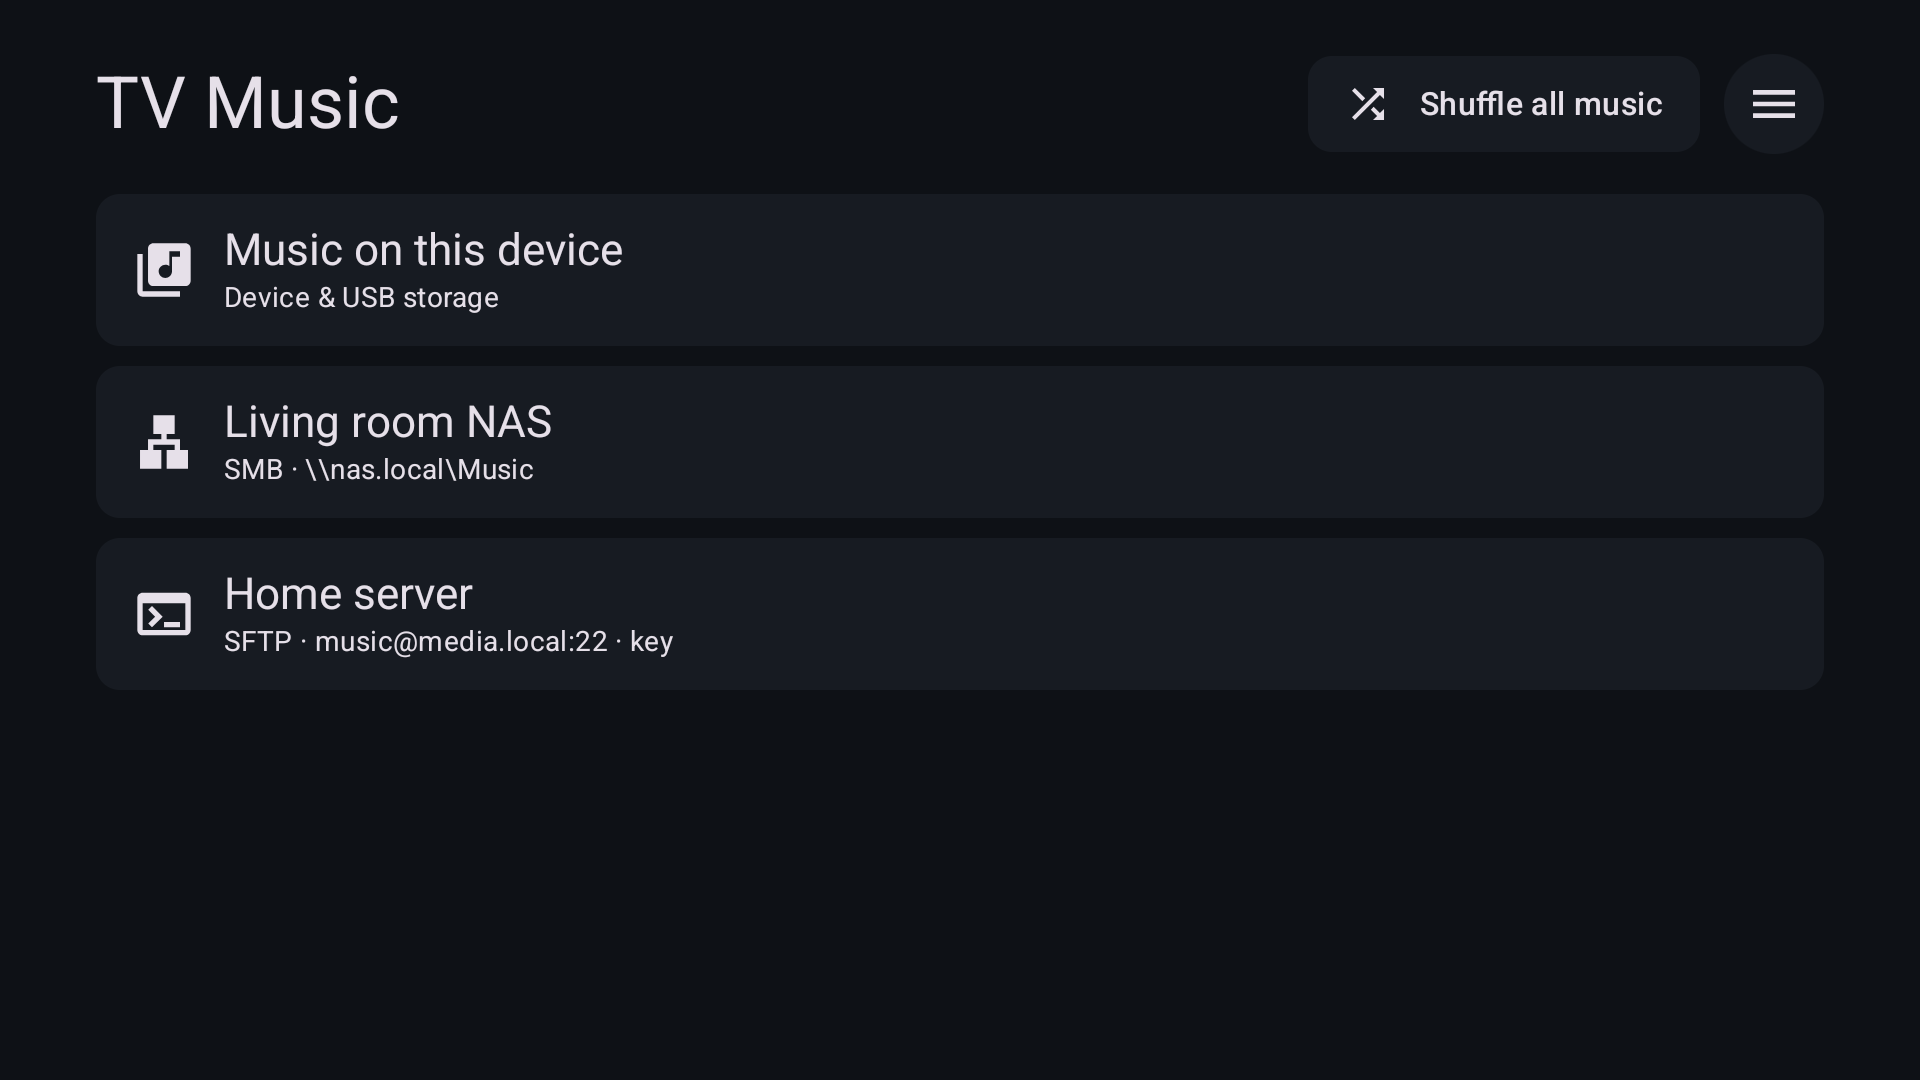 TV Music
Shuffle all music
Music on this device
Device & USB storage
Living room NAS
SMB · \\nas.local\Music
Home server
SFTP · music@media.local:22 · key